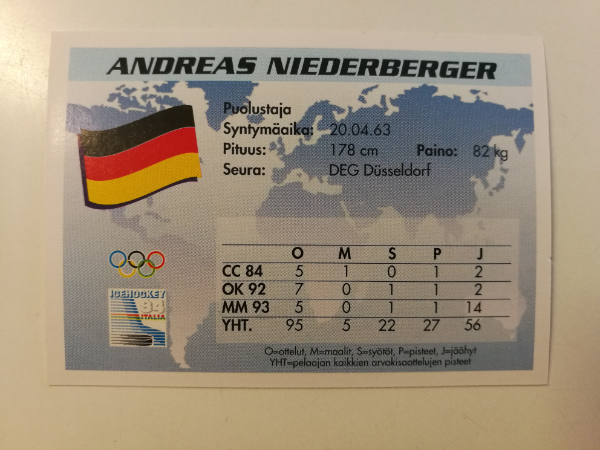 ANDREAS NIEDERBERGER
Puolustaja
Syntymäaika: 20.04.63
Pituus: 178 cm Paino: 82 kg
Seura: DEG Düsseldorf
O M S P J
CC 84 5 1 0 1 2
OK 92 7 0 1 1 2
MM 93 5 0 1 1 14
YHT. 95 5 22 27 56
ICEHOCKEY
94
ITALIA
O=ottelut, M=maalit, S=syötöt, P=pisteet, J=jäähyt
YHT=pelaajan kaikkien arvokisaottelujen pisteet